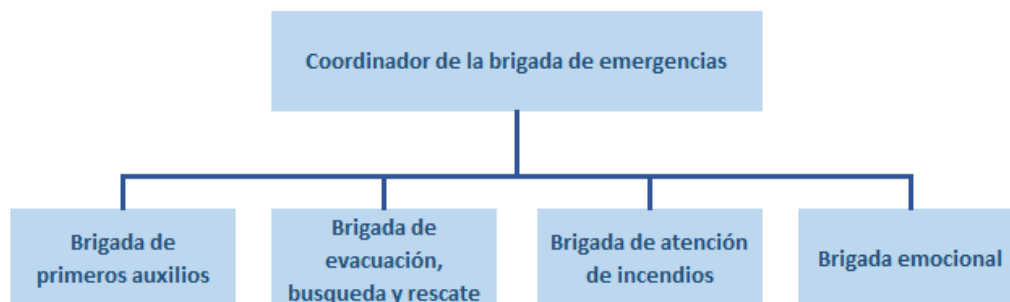 Coordinador de la brigada de emergencias
Brigada de
primeros auxilios
Brigada de
evacuación,
busqueda y rescate
Brigada de atención
de incendios
Brigada emocional